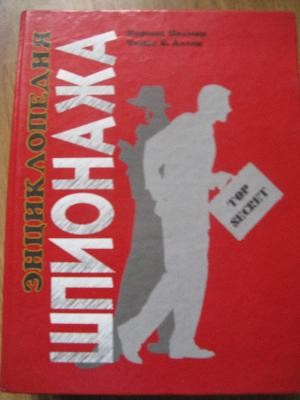 Норман Полмар
Томас Б. Аллен
ЭНЦИКЛОПЕДИЯ
ШПИОНАЖА
TOP
SECRET